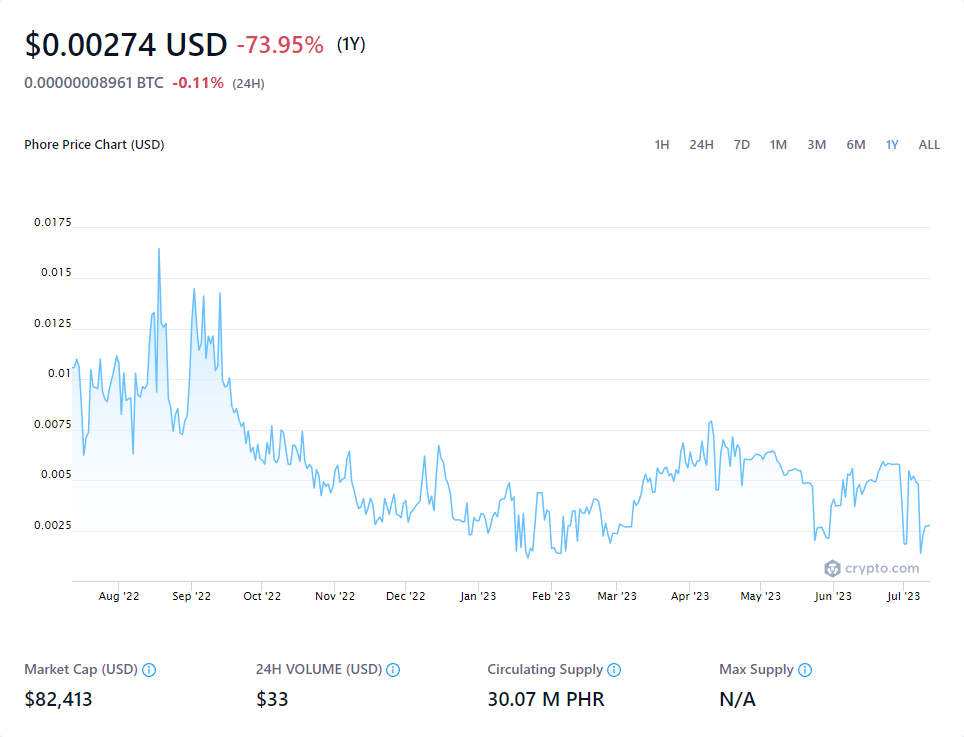 $0.00274 USD -73.95% (1Y)
0.00000008961 BTC -0.11% (24H)
Phore Price Chart (USD) 1H 24H 7D 1M 3M 6M 1Y ALL
0.0175
0.015
0.0125
0.01
0.0075
0.005
0.0025
crypto.com
Aug '22 Sep '22 Oct '22 Nov '22 Dec '22 Jan '23 Feb '23 Mar '23 Apr '23 May '23 Jun '23 Jul '23
Market Cap (USD) 24H VOLUME (USD) Circulating Supply Max Supply
$82,413 $33 30.07 M PHR N/A